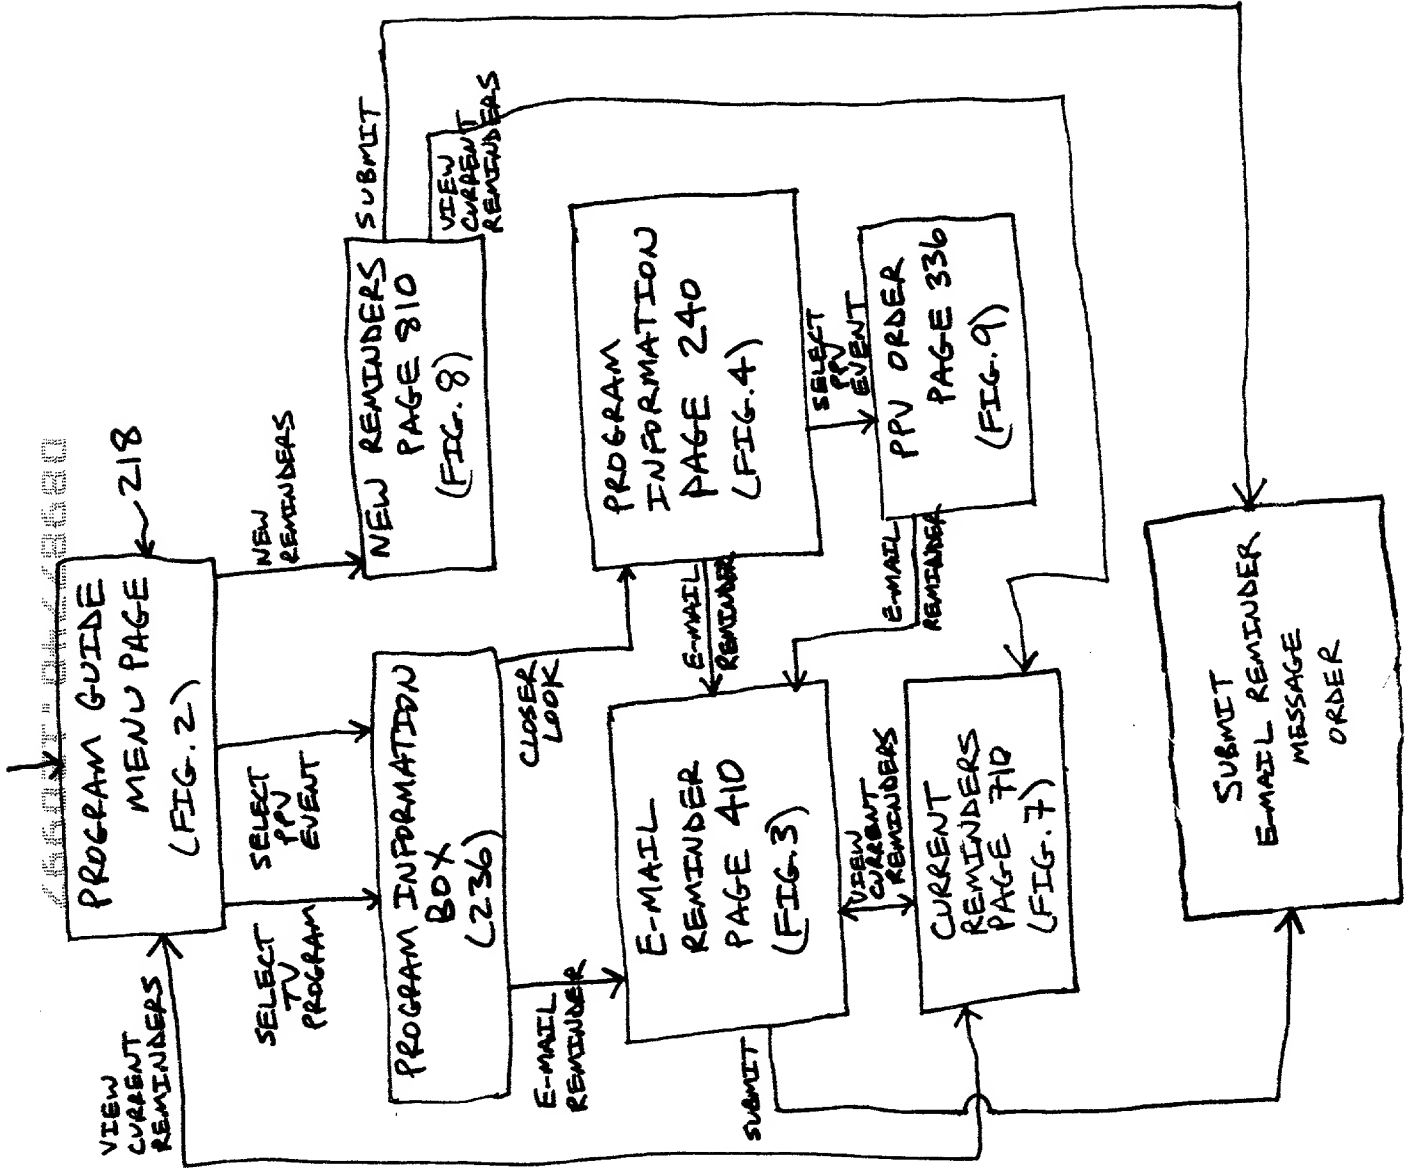 PROGRAM GUIDE
MENU PAGE
(FIG. 2)
218
VIEW
CURRENT
REMINDERS
SELECT
TV
PROGRAM
SELECT
PPV
EVENT
NEW
REMINDERS
PROGRAM INFORMATION
BOX
(236)
NEW REMINDERS
PAGE 810
(FIG. 8)
SUBMIT
VIEW
CURRENT
REMINDERS
E-MAIL
REMINDER
CLOSER
LOOK
PROGRAM
INFORMATION
PAGE 240
(FIG. 4)
E-MAIL
REMINDER
SELECT
PPV
EVENT
PPV ORDER
PAGE 336
(FIG. 9)
E-MAIL
REMINDER
E-MAIL
REMINDER
PAGE 410
(FIG. 3)
SUBMIT
VIEW
CURRENT
REMINDERS
CURRENT
REMINDERS
PAGE 710
(FIG. 7)
SUBMIT
E-MAIL REMINDER
MESSAGE
ORDER